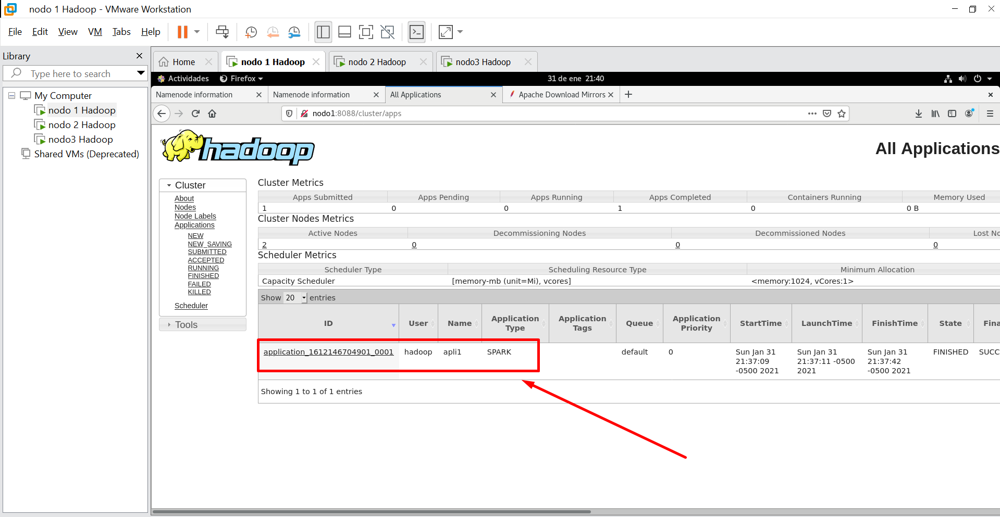 nodo 1 Hadoop - VMware Workstation
File Edit View VM Tabs Help
Library
Type here to search
My Computer
nodo 1 Hadoop
nodo 2 Hadoop
nodo3 Hadoop
Shared VMs (Deprecated)
Home nodo 1 Hadoop nodo 2 Hadoop nodo3 Hadoop
Actividades Firefox 31 de ene 21:40
Namenode information Namenode information All Applications Apache Download Mirrors
nodo1:8088/cluster/apps
hadoop
All Applications
Cluster
About
Nodes
Node Labels
Applications
NEW
NEW_SAVING
SUBMITTED
ACCEPTED
RUNNING
FINISHED
FAILED
KILLED
Scheduler
Tools
Cluster Metrics
Apps Submitted Apps Pending Apps Running Apps Completed Containers Running Memory Used
1 0 0 1 0 0 B
Cluster Nodes Metrics
Active Nodes Decommissioning Nodes Decommissioned Nodes Lost No
2 0 0 0
Scheduler Metrics
Scheduler Type Scheduling Resource Type Minimum Allocation
Capacity Scheduler [memory-mb (unit=Mi), vcores] <memory:1024, vCores:1>
Show 20 entries
ID User Name Application Type Application Tags Queue Application Priority StartTime LaunchTime FinishTime State Fina
application_1612146704901_0001 hadoop apli1 SPARK default 0 Sun Jan 31 21:37:09 -0500 2021 Sun Jan 31 21:37:11 -0500 2021 Sun Jan 31 21:37:42 -0500 2021 FINISHED SUCC
Showing 1 to 1 of 1 entries